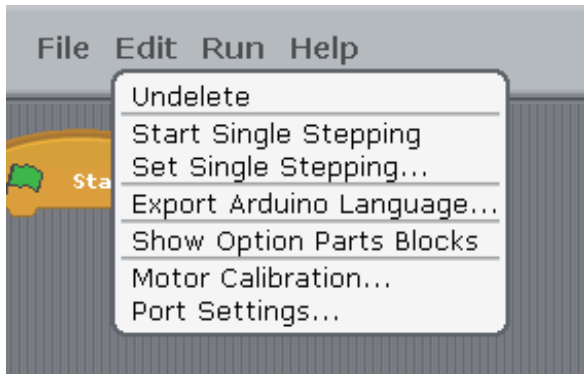 File Edit Run Help
Undelete
Start Single Stepping
Set Single Stepping...
Export Arduino Language...
Show Option Parts Blocks
Motor Calibration...
Port Settings...